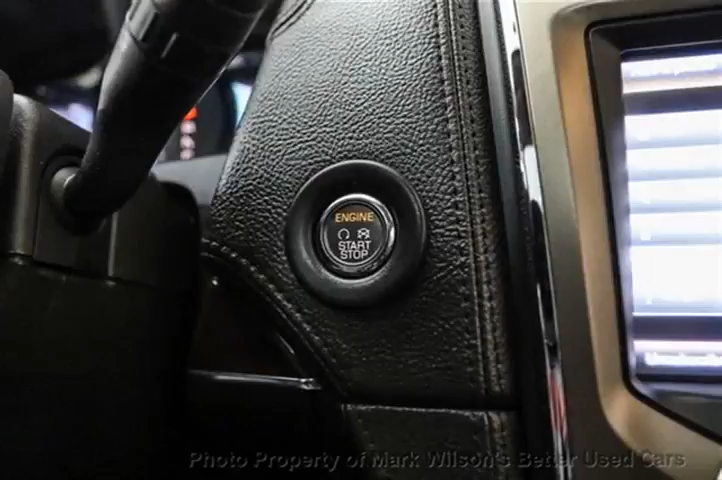 ENGINE
START
STOP
Photo Property of Mark Wilson's Better Used Cars